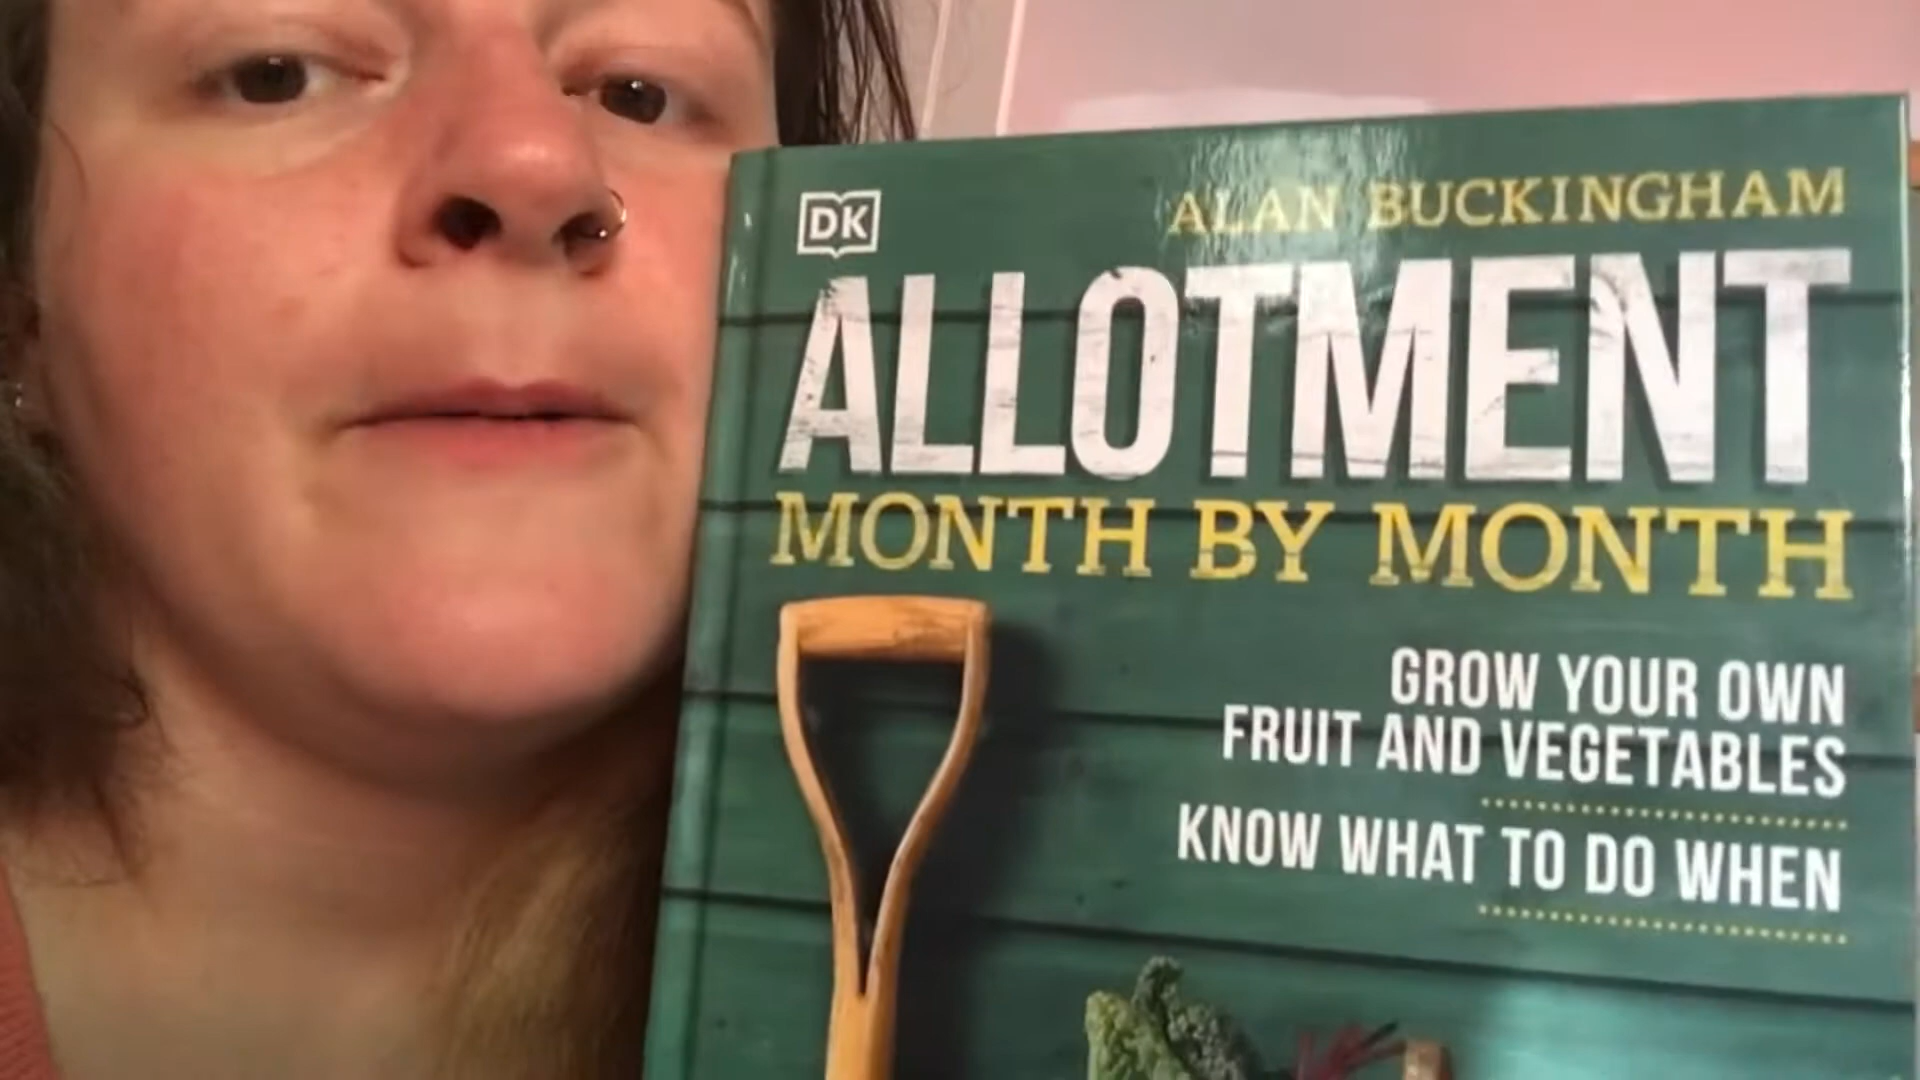 DK
ALAN BUCKINGHAM
ALLOTMENT
MONTH BY MONTH
GROW YOUR OWN
FRUIT AND VEGETABLES
KNOW WHAT TO DO WHEN